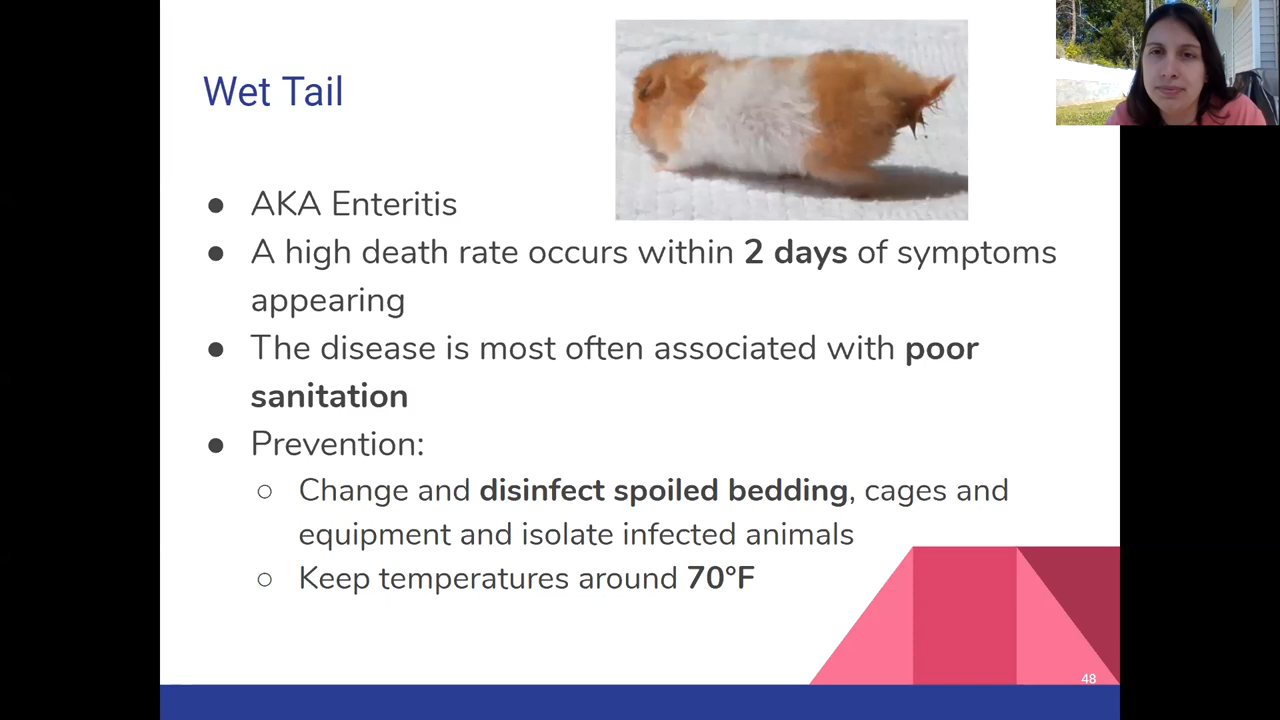 Wet Tail
● AKA Enteritis
● A high death rate occurs within 2 days of symptoms
appearing
● The disease is most often associated with poor
sanitation
● Prevention:
○ Change and disinfect spoiled bedding, cages and
equipment and isolate infected animals
○ Keep temperatures around 70°F
48